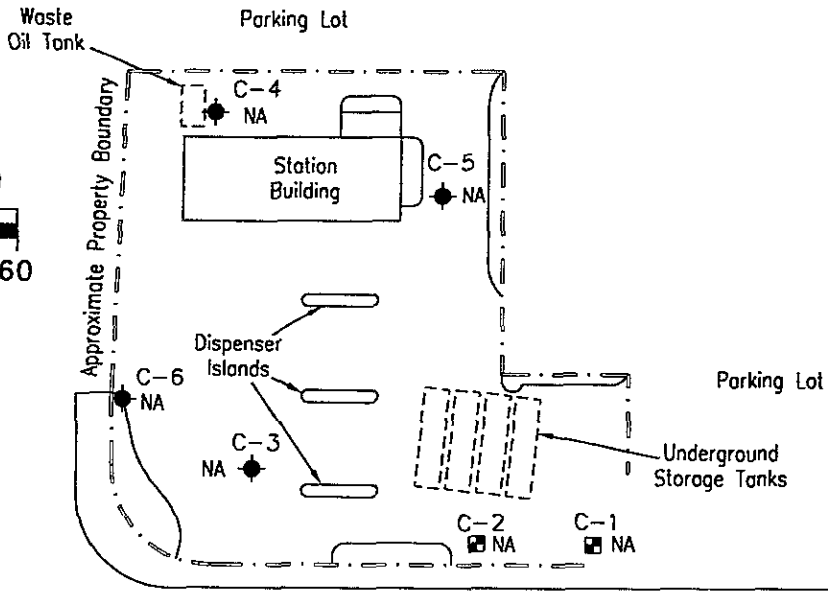 Waste
Oil Tank
Parking Lot
C-4
NA
Approximate Property Boundary
Station
Building
C-5
NA
60
Dispenser
Islands
C-6
NA
Parking Lot
C-3
NA
Underground
Storage Tanks
C-2
NA
C-1
NA